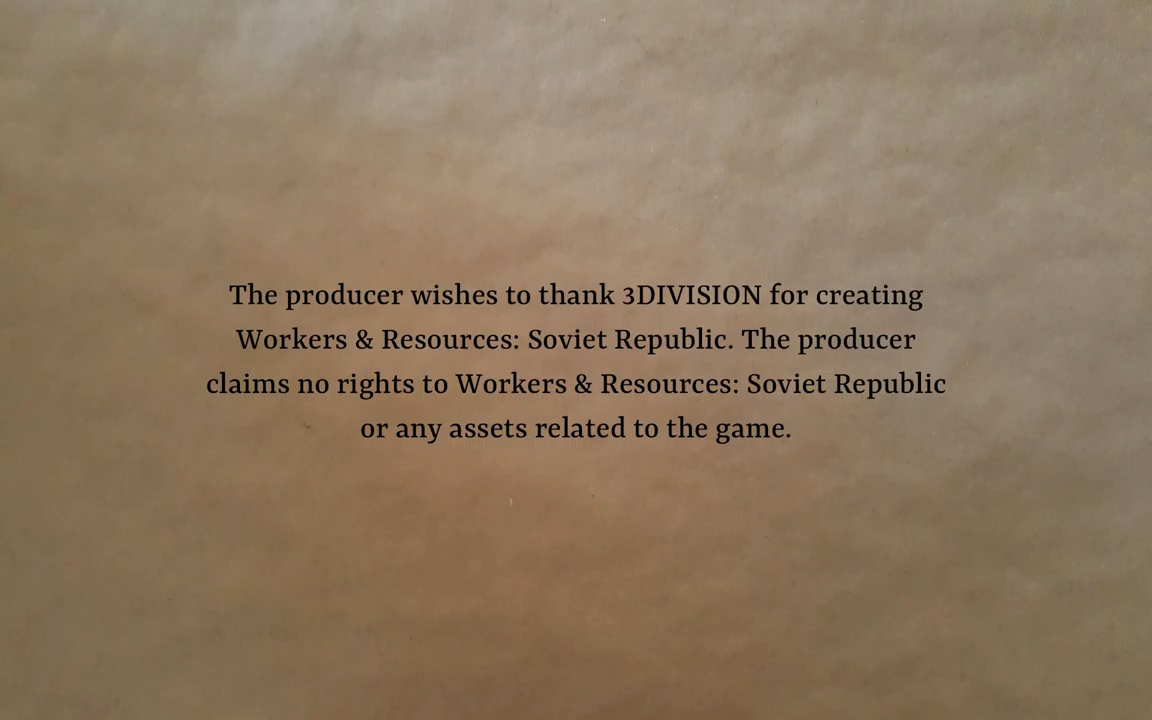 The producer wishes to thank 3DIVISION for creating
Workers & Resources: Soviet Republic. The producer
claims no rights to Workers & Resources: Soviet Republic
or any assets related to the game.